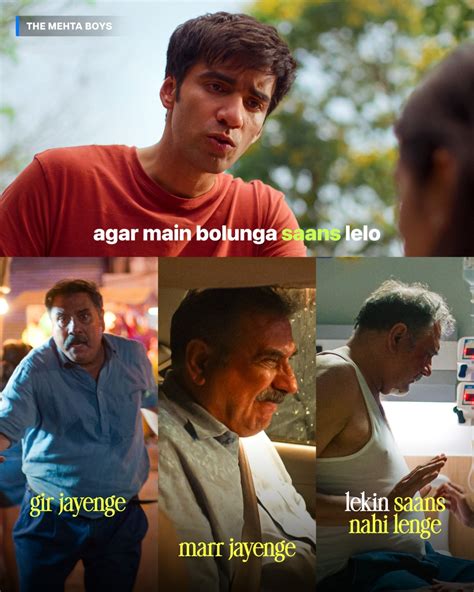 THE MEHTA BOYS
agar main bolunga saans lelo
gir jayenge
marr jayenge
lekin saans
nahi lenge